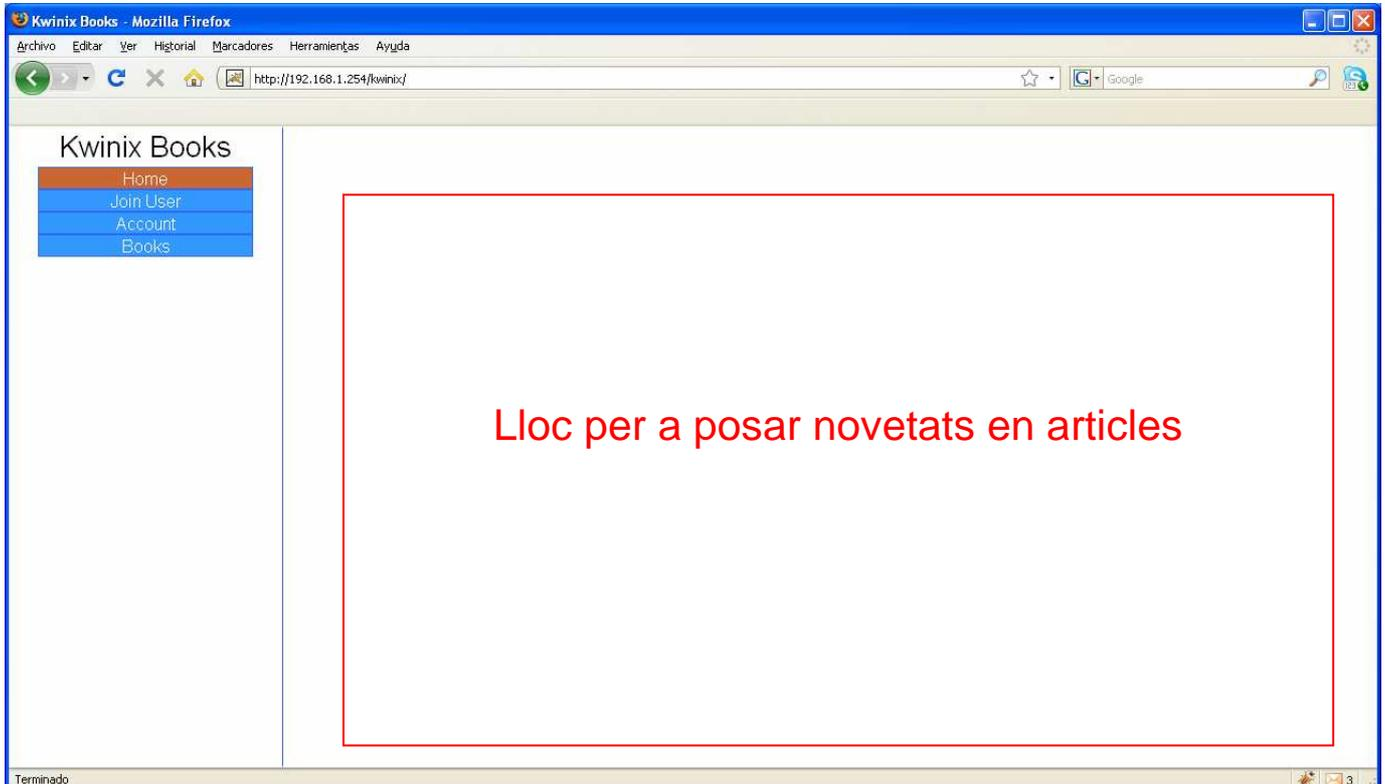 Kwinix Books - Mozilla Firefox
Archivo Editar Ver Historial Marcadores Herramientas Ayuda
http://192.168.1.254/kwinix/
G Google
123
Kwinix Books
Home
Join User
Account
Books
Lloc per a posar novetats en articles
Terminado
3